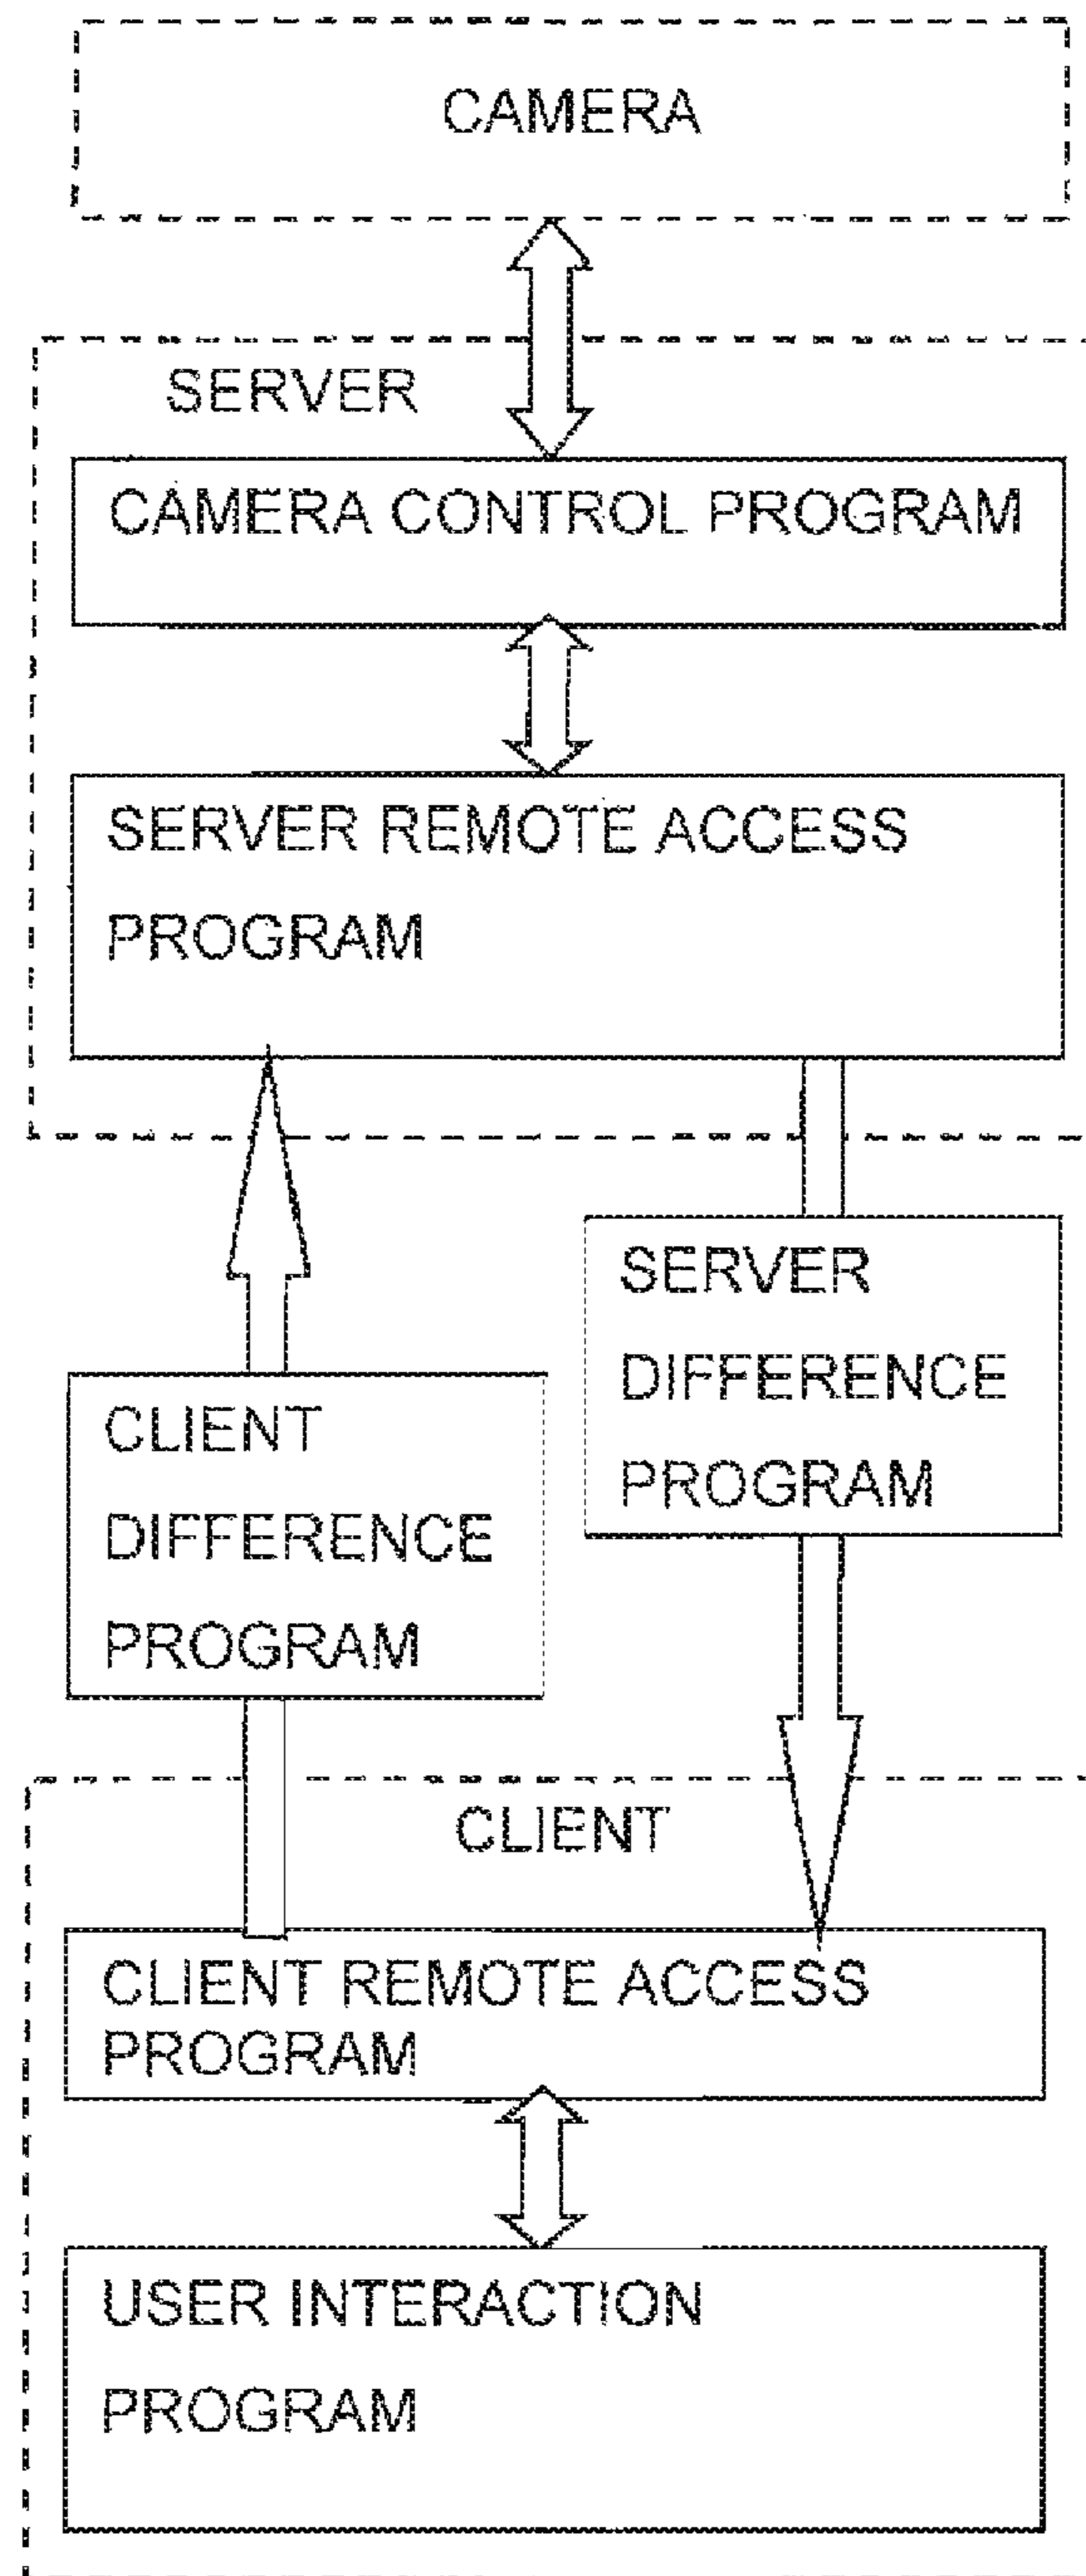 CAMERA
SERVER
CAMERA CONTROL PROGRAM
SERVER REMOTE ACCESS
PROGRAM
SERVER
DIFFERENCE
PROGRAM
CLIENT
DIFFERENCE
PROGRAM
CLIENT
CLIENT REMOTE ACCESS
PROGRAM
USER INTERACTION
PROGRAM